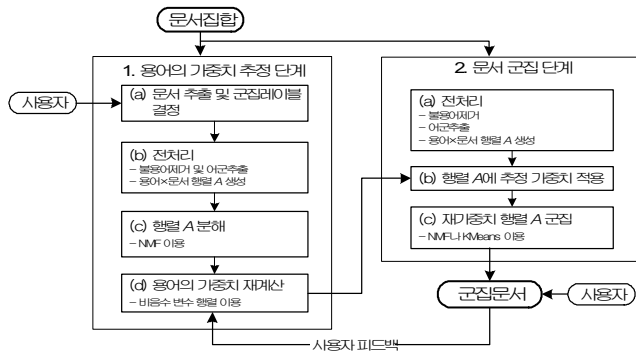 문서집합
1. 용어의 가중치 추정 단계
사용자
(a) 문서 추출 및 군집레이블
결정
(b) 전처리
– 불용어제거 및 어군추출
– 용어×문서 행렬 A 생성
(c) 행렬 A 분해
– NMF 이용
(d) 용어의 가중치 재계산
– 비음수 변수 행렬 이용
2. 문서 군집 단계
(a) 전처리
– 불용어제거
– 어군추출
– 용어×문서 행렬 A 생성
(b) 행렬 A에 추정 가중치 적용
(c) 재가중치 행렬 A 군집
– NMF나 KMeans 이용
군집문서
사용자
사용자 피드백